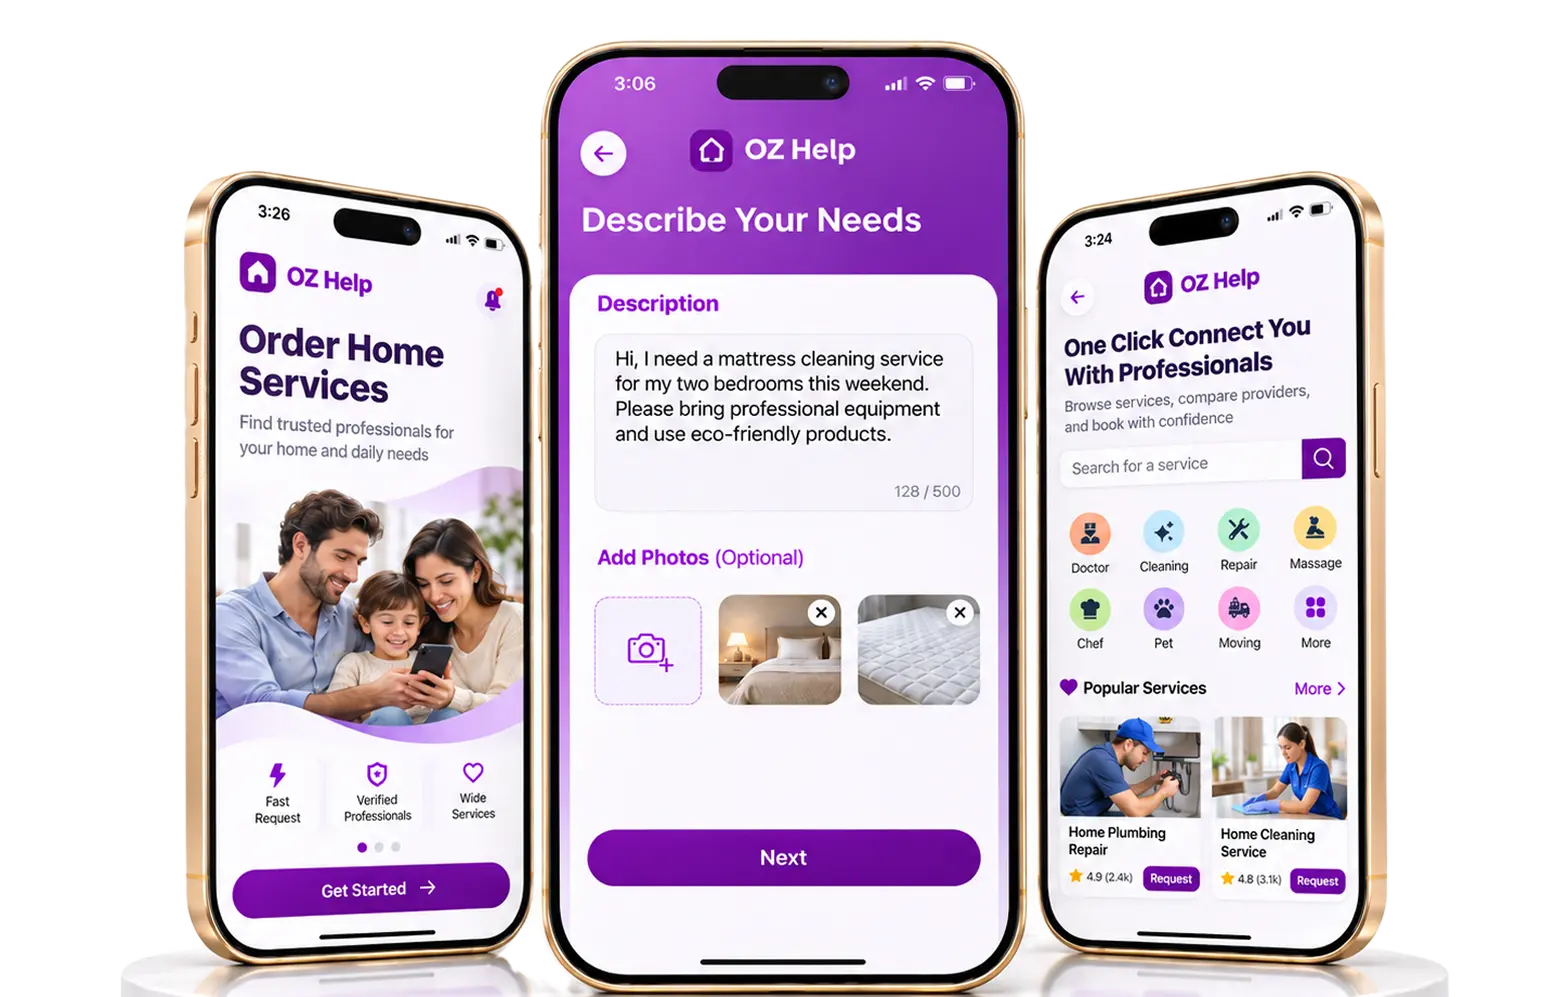 3:26
OZ Help
Order Home
Services
Find trusted professionals for
your home and daily needs
Fast
Request
Verified
Professionals
Wide
Services
Get Started
3:06
OZ Help
Describe Your Needs
Description
Hi, I need a mattress cleaning service
for my two bedrooms this weekend.
Please bring professional equipment
and use eco-friendly products.
128 / 500
Add Photos (Optional)
Next
3:24
OZ Help
One Click Connect You
With Professionals
Browse services, compare providers,
and book with confidence
Search for a service
Doctor
Cleaning
Repair
Massage
Chef
Pet
Moving
More
Popular Services
More
Home Plumbing
Repair
4.9 (2.4k)
Request
Home Cleaning
Service
4.8 (3.1k)
Request